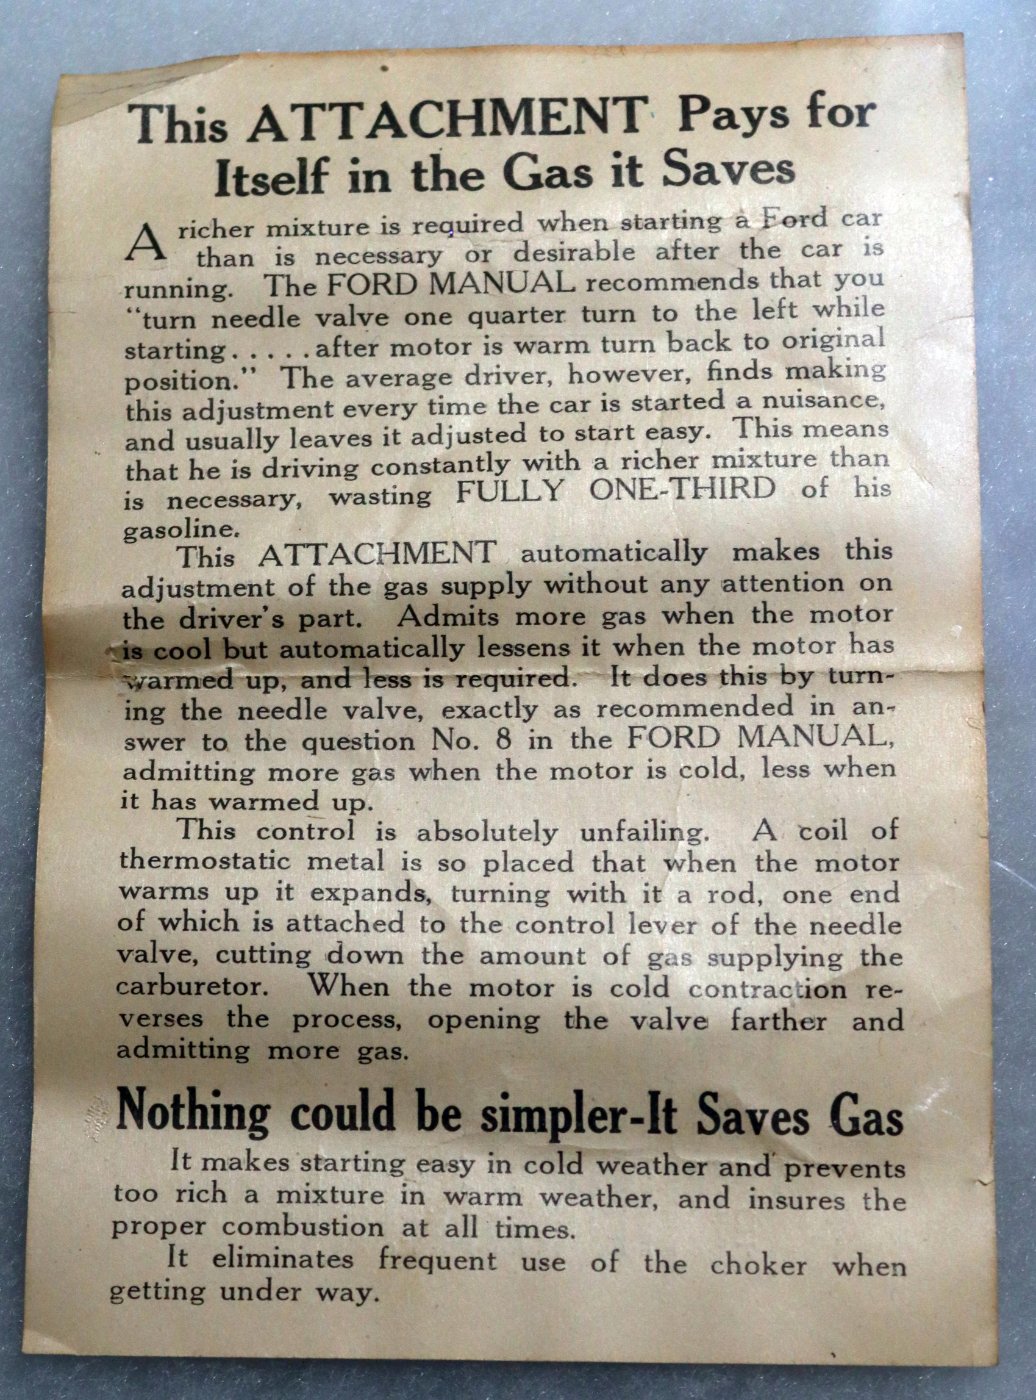 This ATTACHMENT Pays for
Itself in the Gas it Saves
A richer mixture is required when starting a Ford car
than is necessary or desirable after the car is
running. The FORD MANUAL recommends that you
"turn needle valve one quarter turn to the left while
starting.....after motor is warm turn back to original
position." The average driver, however, finds making
this adjustment every time the car is started a nuisance,
and usually leaves it adjusted to start easy. This means
that he is driving constantly with a richer mixture than
is necessary, wasting FULLY ONE-THIRD of his
gasoline.
This ATTACHMENT automatically makes this
adjustment of the gas supply without any attention on
the driver's part. Admits more gas when the motor
is cool but automatically lessens it when the motor has
warmed up, and less is required. It does this by turn-
ing the needle valve, exactly as recommended in an-
swer to the question No. 8 in the FORD MANUAL,
admitting more gas when the motor is cold, less when
it has warmed up.
This control is absolutely unfailing. A coil of
thermostatic metal is so placed that when the motor
warms up it expands, turning with it a rod, one end
of which is attached to the control lever of the needle
valve, cutting down the amount of gas supplying the
carburetor. When the motor is cold contraction re-
verses the process, opening the valve farther and
admitting more gas.
Nothing could be simpler-It Saves Gas
It makes starting easy in cold weather and prevents
too rich a mixture in warm weather, and insures the
proper combustion at all times.
It eliminates frequent use of the choker when
getting under way.